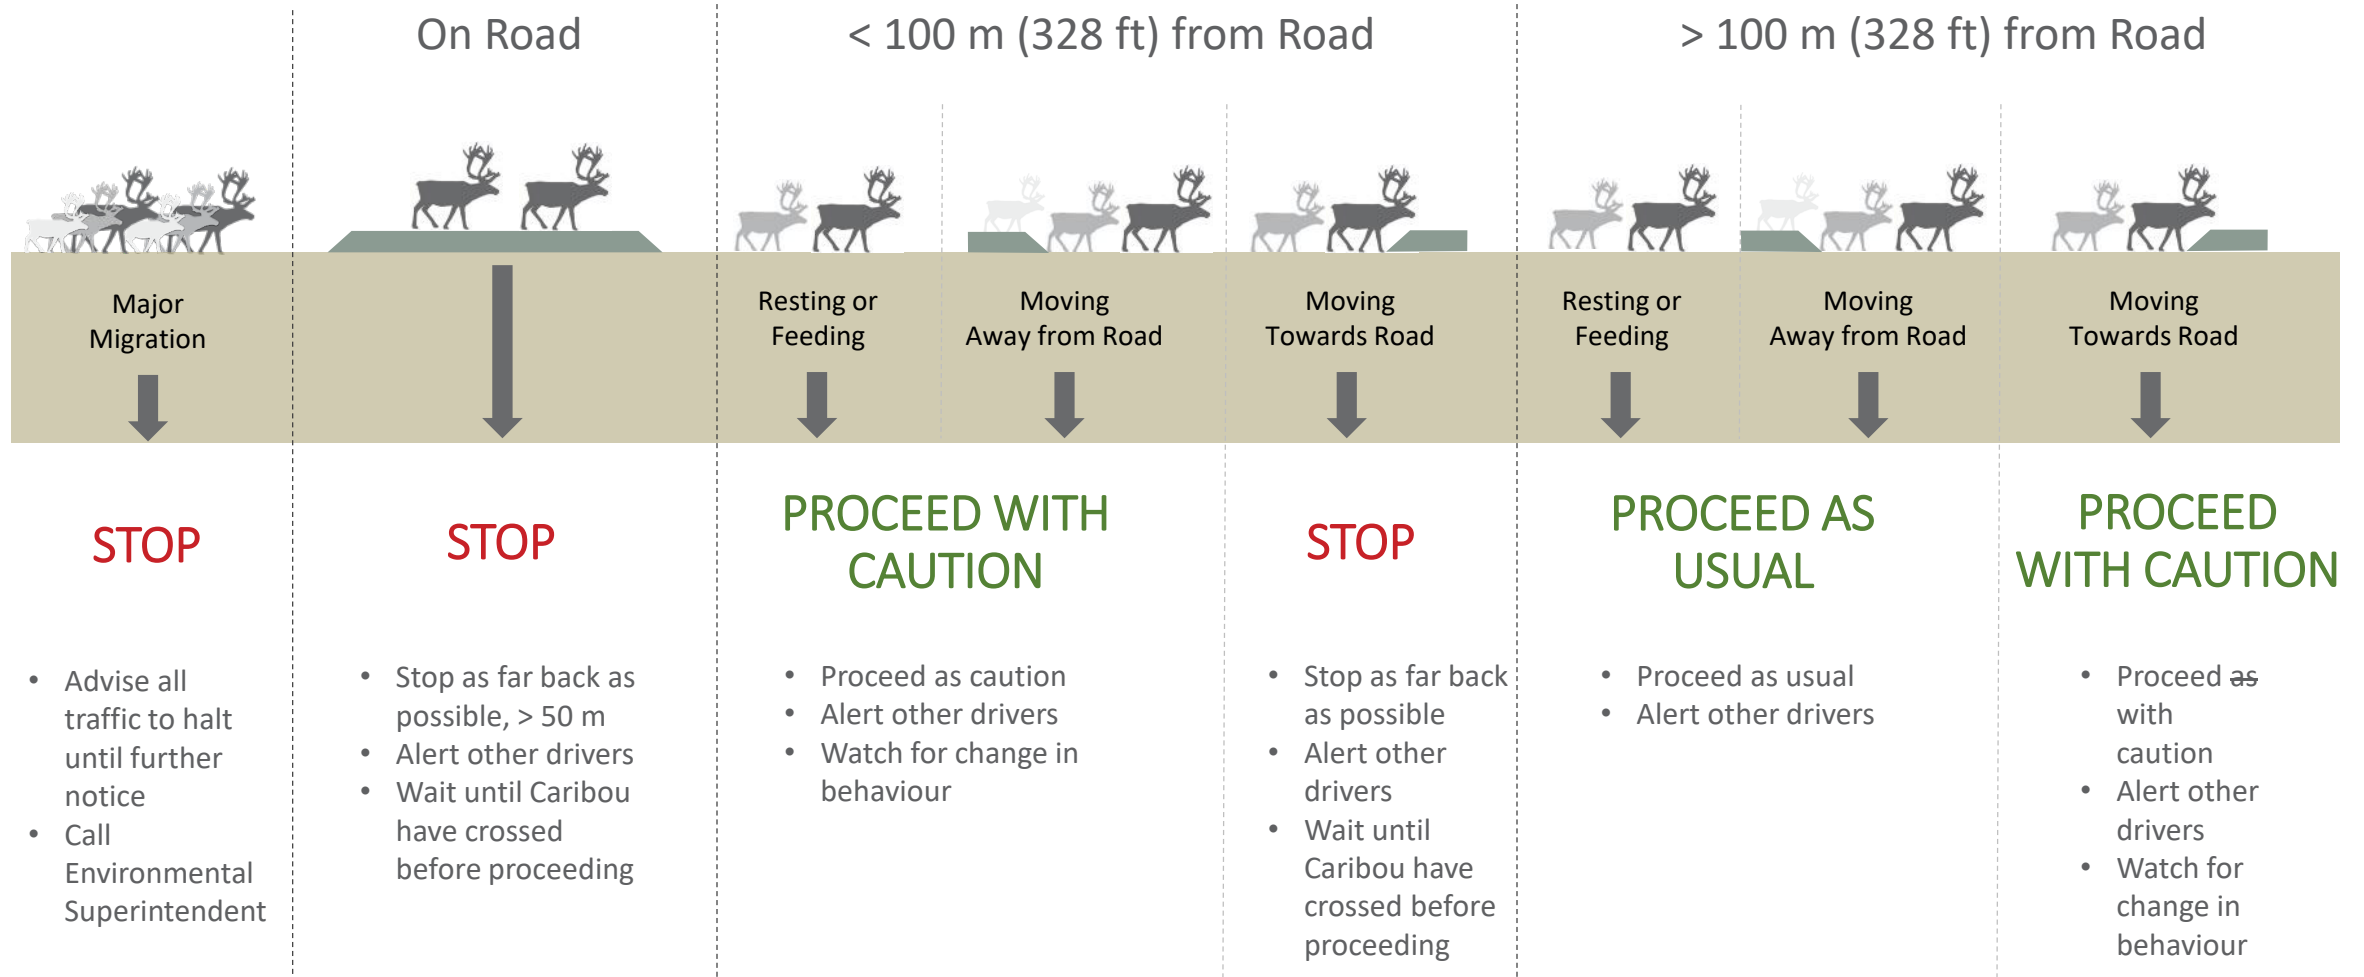 On Road
< 100 m (328 ft) from Road
> 100 m (328 ft) from Road
Major
Migration
Resting or
Feeding
Moving
Away from Road
Moving
Towards Road
Resting or
Feeding
Moving
Away from Road
Moving
Towards Road
STOP
STOP
PROCEED WITH
CAUTION
STOP
PROCEED AS
USUAL
PROCEED
WITH CAUTION
• Advise all
traffic to halt
until further
notice
• Call
Environmental
Superintendent
• Stop as far back as
possible, > 50 m
• Alert other drivers
• Wait until Caribou
have crossed
before proceeding
• Proceed as caution
• Alert other drivers
• Watch for change in
behaviour
• Stop as far back
as possible
• Alert other
drivers
• Wait until
Caribou have
crossed before
proceeding
• Proceed as usual
• Alert other drivers
• Proceed as
with
caution
• Alert other
drivers
• Watch for
change in
behaviour